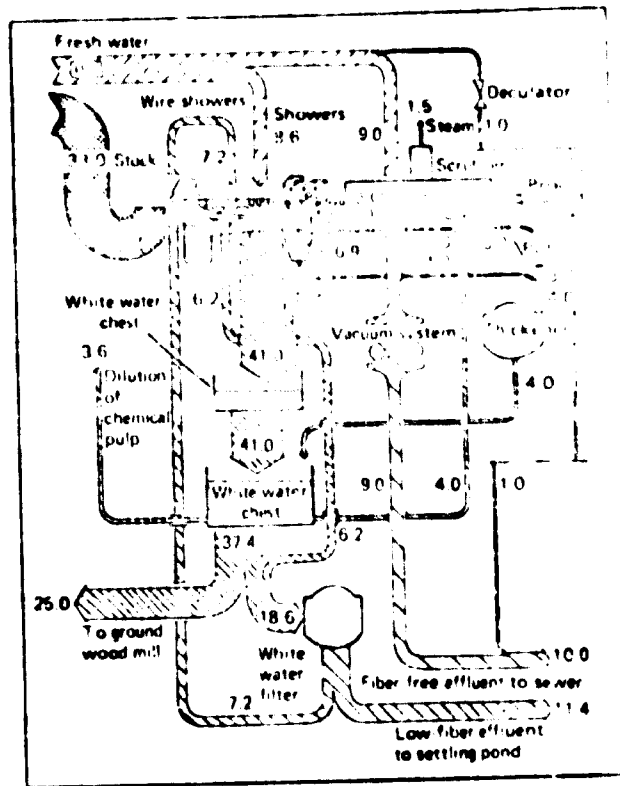 Fresh water
Wire showers
Showers
8.6
7.2
9.0
1.5
Steam
Deculator
1.0
Stock
6.9
6.2
White water
chest
3.6
Dilution
of
chemical
pulp
41.0
Vacuum system
4.0
41.0
White water
chest
9.0
4.0
1.0
37.4
6.2
25.0
To ground
wood mill
18.6
White
water
filter
10.0
Fiber free effluent to sewer
7.2
11.4
Low-fiber effluent
to settling pond